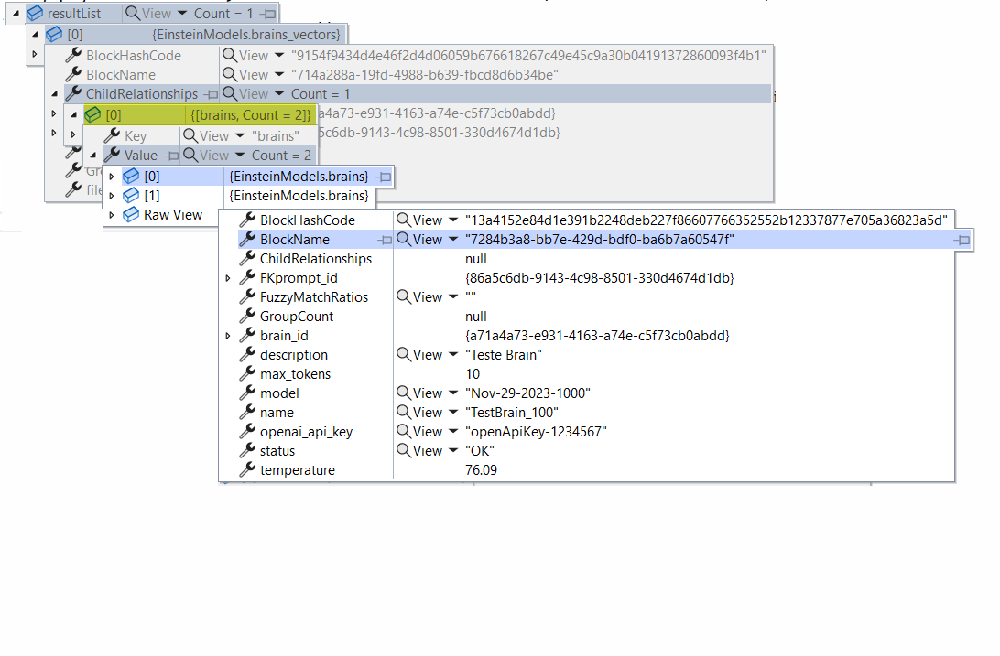 resultList View Count = 1
[0] {EinsteinModels.brains_vectors}
BlockHashCode View "9154f9434d4e46f2d4d06059b676618267c49e45c9a30b04191372860093f4b1"
BlockName View "714a288a-19fd-4988-b639-fbcd8d6b34be"
ChildRelationships View Count = 1
[0] {[brains, Count = 2]} a4a73-e931-4163-a74e-c5f73cb0abdd}
Key View "brains" 5c6db-9143-4c98-8501-330d4674d1db}
Value View Count = 2
Gr [0] {EinsteinModels.brains}
file [1] {EinsteinModels.brains}
Raw View
BlockHashCode View "13a4152e84d1e391b2248deb227f86607766352552b12337877e705a36823a5d"
BlockName View "7284b3a8-bb7e-429d-bdf0-ba6b7a60547f"
ChildRelationships null
FKprompt_id {86a5c6db-9143-4c98-8501-330d4674d1db}
FuzzyMatchRatios View ""
GroupCount null
brain_id {a71a4a73-e931-4163-a74e-c5f73cb0abdd}
description View "Teste Brain"
max_tokens 10
model View "Nov-29-2023-1000"
name View "TestBrain_100"
openai_api_key View "openApiKey-1234567"
status View "OK"
temperature 76.09